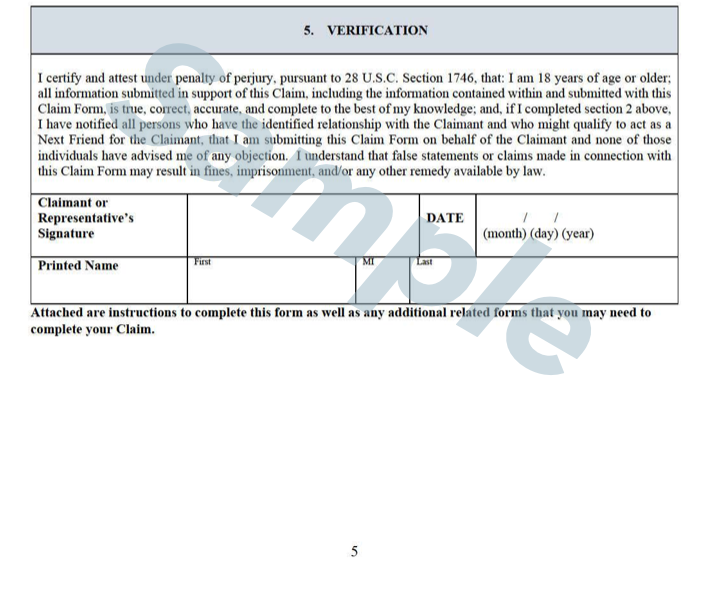 5. VERIFICATION
I certify and attest under penalty of perjury, pursuant to 28 U.S.C. Section 1746, that: I am 18 years of age or older;
all information submitted in support of this Claim, including the information contained within and submitted with this
Claim Form, is true, correct, accurate, and complete to the best of my knowledge; and, if I completed section 2 above,
I have notified all persons who have the identified relationship with the Claimant and who might qualify to act as a
Next Friend for the Claimant, that I am submitting this Claim Form on behalf of the Claimant and none of those
individuals have advised me of any objection. I understand that false statements or claims made in connection with
this Claim Form may result in fines, imprisonment, and/or any other remedy available by law.
Claimant or
Representative's
Signature
DATE
/ /
(month) (day) (year)
Printed Name
First
MI
Last
Attached are instructions to complete this form as well as any additional related forms that you may need to
complete your Claim.
Sample
5